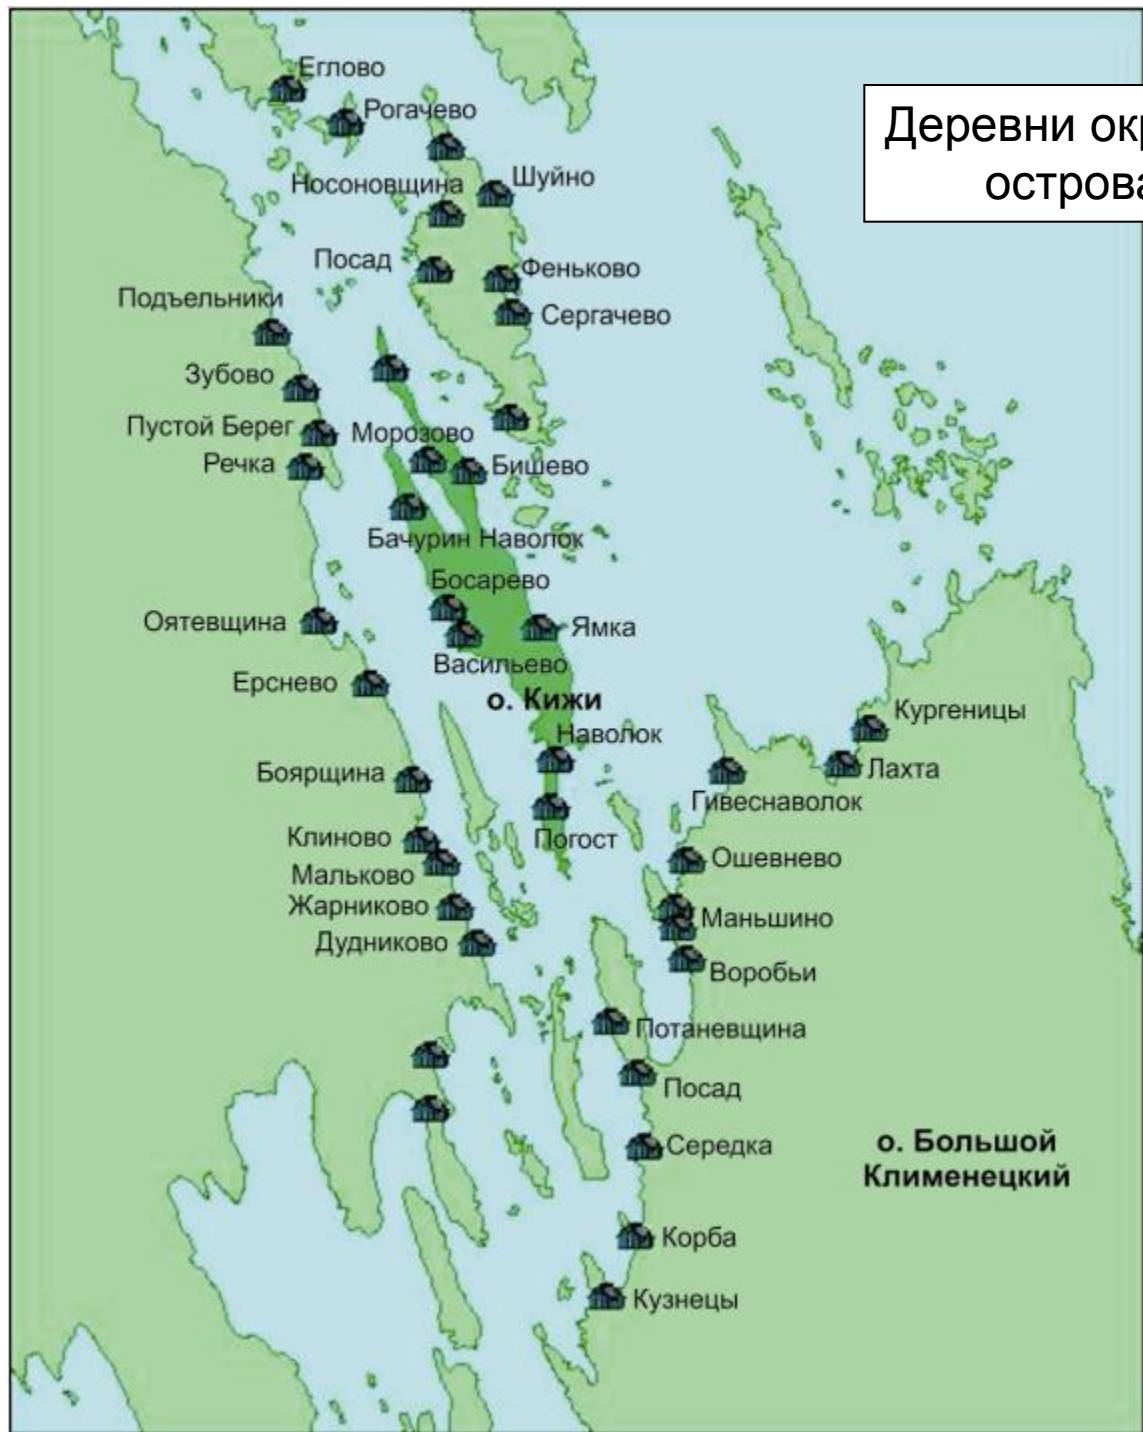 Еглово
Рогачево
Деревни
острова
Носоновщина
Шуйно
Посад
Феньково
Подъельники
Сергачево
Зубово
Пустой Берег
Морозово
Речка
Бишево
Бачурин Наволок
Босарево
Оятевщина
Ямка
Васильево
Ерснево
о. Кижи
Кургеницы
Наволок
Боярщина
Лахта
Гивеснаволок
Клиново
Погост
Мальково
Ошевнево
Жарниково
Маньшино
Дудниково
Воробьи
Потаневщина
Посад
Середка
о. Большой
Клименецкий
Корба
Кузнецы